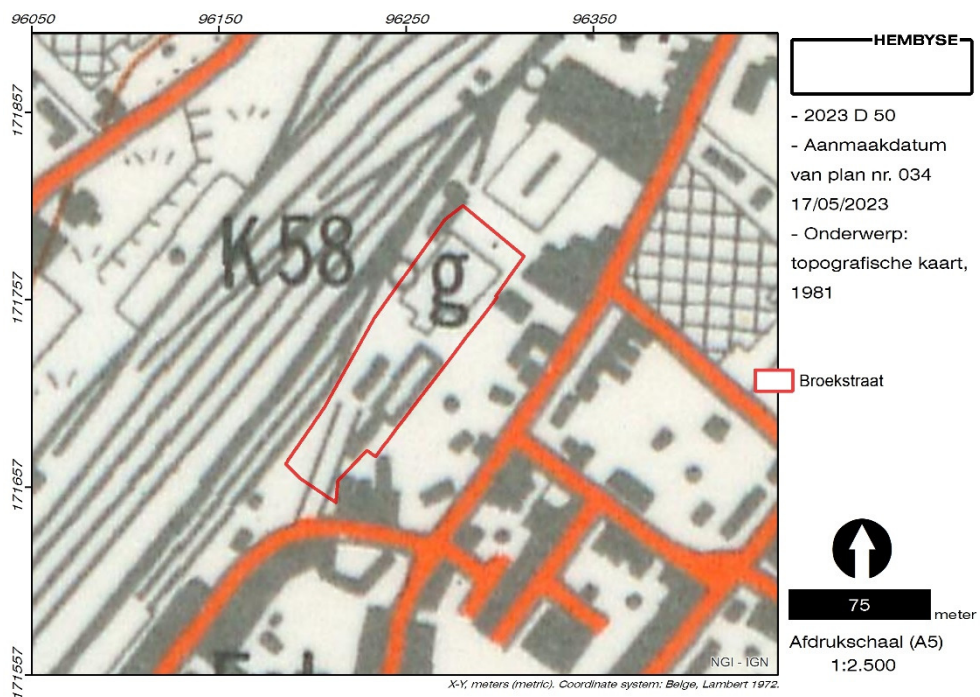 96050 96150 96250 96350
171857
171757
171657
171557
K58
g
NGI - IGN
X-Y, meters (metric). Coordinate system: Belge, Lambert 1972.
HEMBYSE
- 2023 D 50
- Aanmaakdatum
van plan nr. 034
17/05/2023
- Onderwerp:
topografische kaart,
1981
Broekstraat
75 meter
Afdrukschaal (A5)
1:2.500